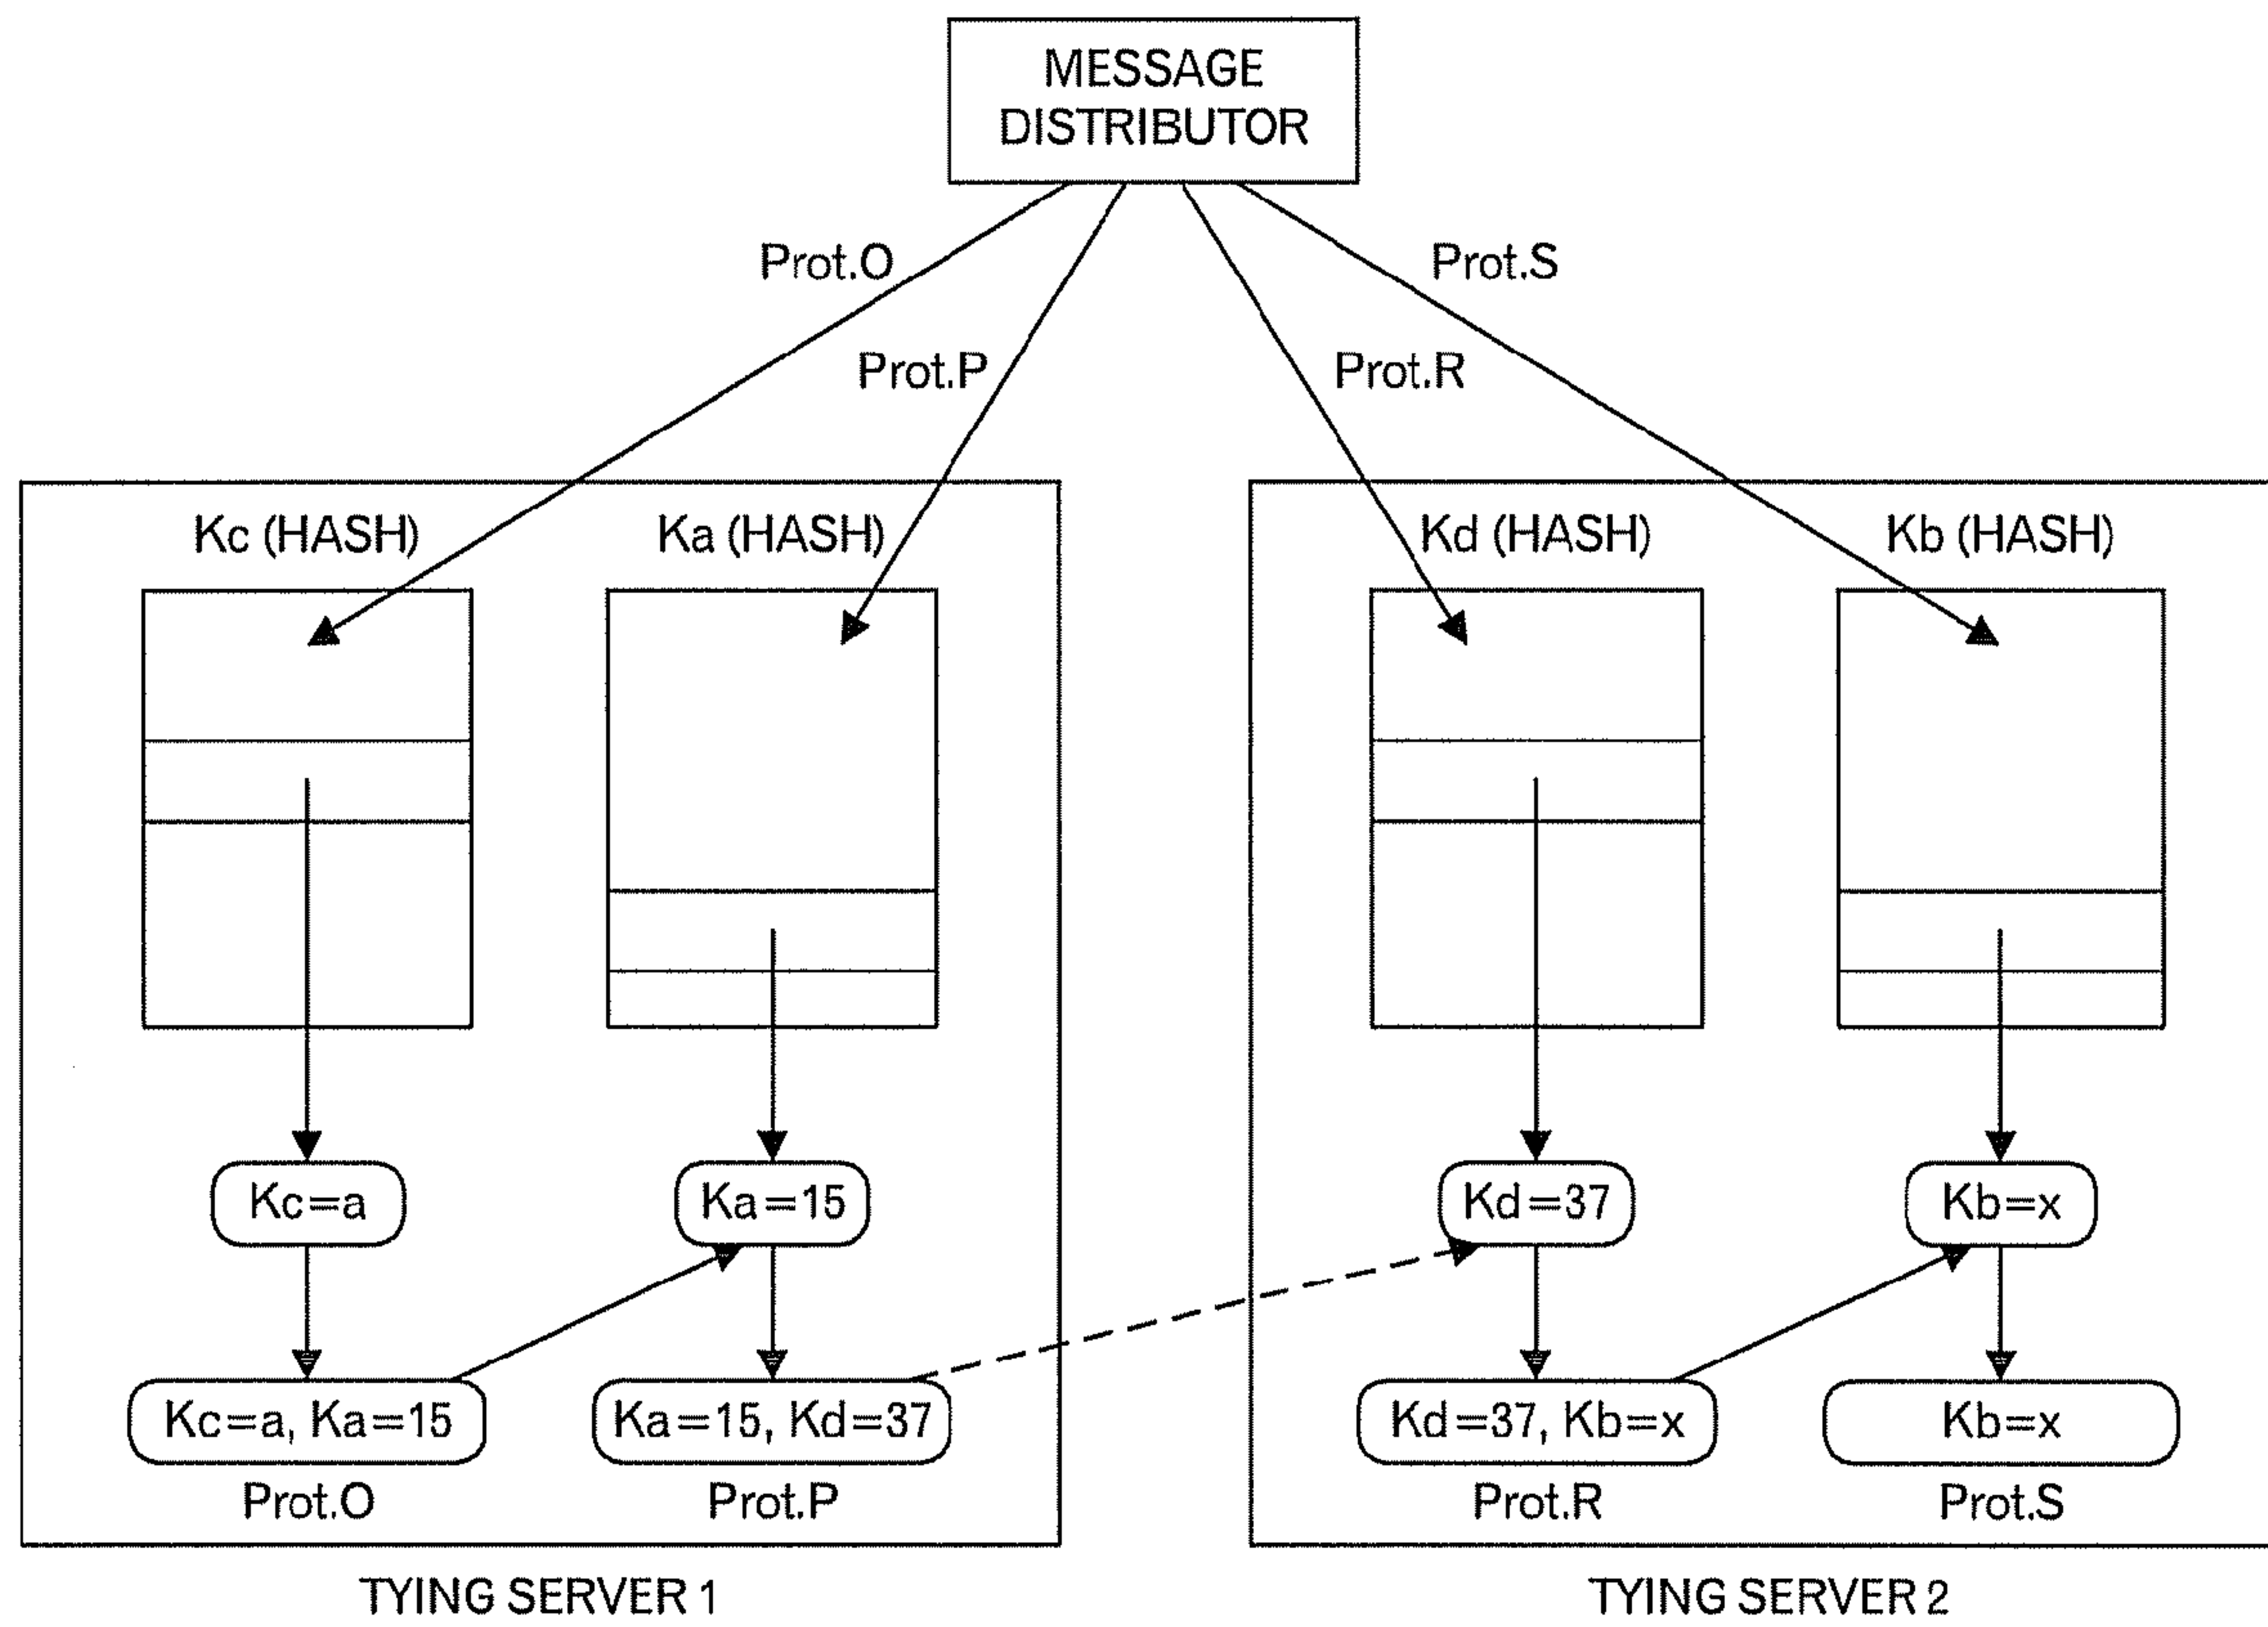 MESSAGE
DISTRIBUTOR
Prot.O
Prot.S
Prot.P
Prot.R
Kc (HASH)
Ka (HASH)
Kd (HASH)
Kb (HASH)
Kc=a
Ka=15
Kd=37
Kb=x
Kc=a, Ka=15
Ka=15, Kd=37
Kd=37, Kb=x
Kb=x
Prot.O
Prot.P
Prot.R
Prot.S
TYING SERVER 1
TYING SERVER 2